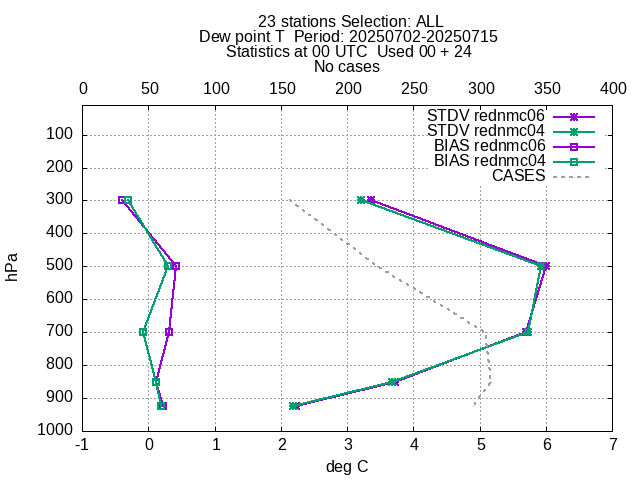 23 stations Selection: ALL
Dew point T  Period: 20250702-20250715
Statistics at 00 UTC  Used 00 + 24
No cases
0 50 100 150 200 250 300 350 400
STDV rednmc06
STDV rednmc04
BIAS rednmc06
BIAS rednmc04
CASES
100
200
300
400
500
600
700
800
900
1000
hPa
-1 0 1 2 3 4 5 6 7
deg C